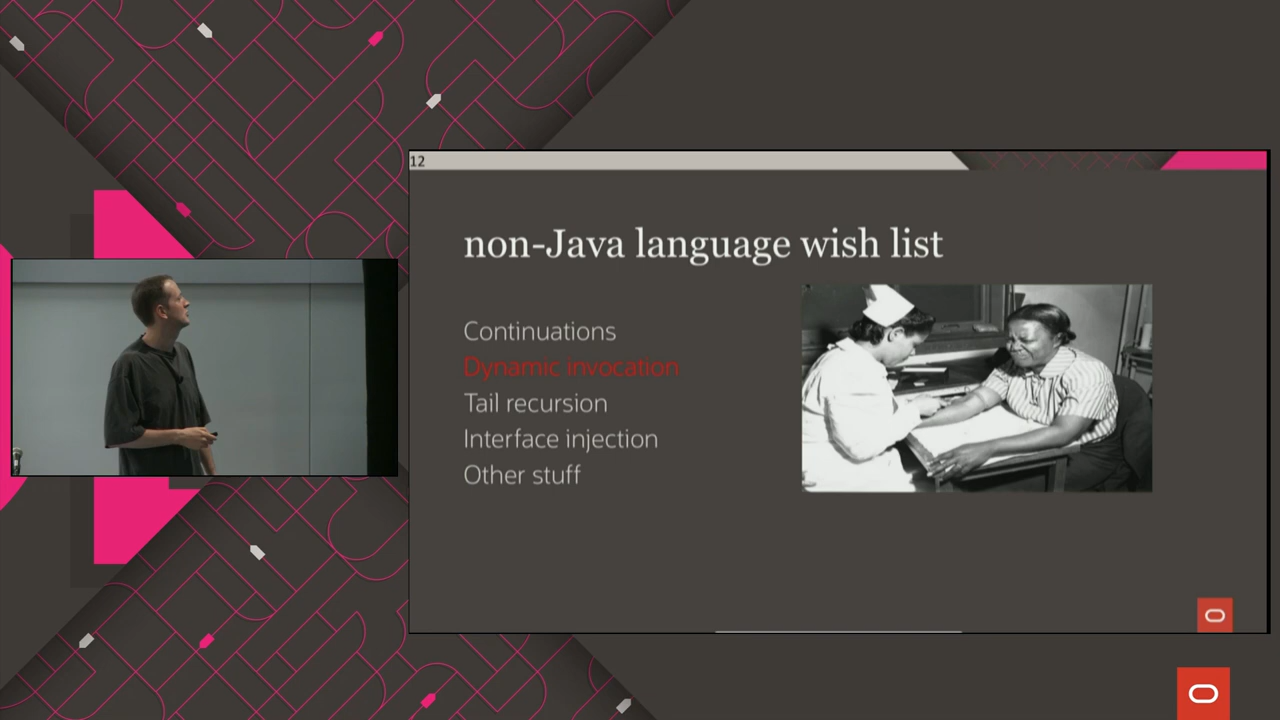 12
non-Java language wish list
Continuations
Dynamic invocation
Tail recursion
Interface injection
Other stuff